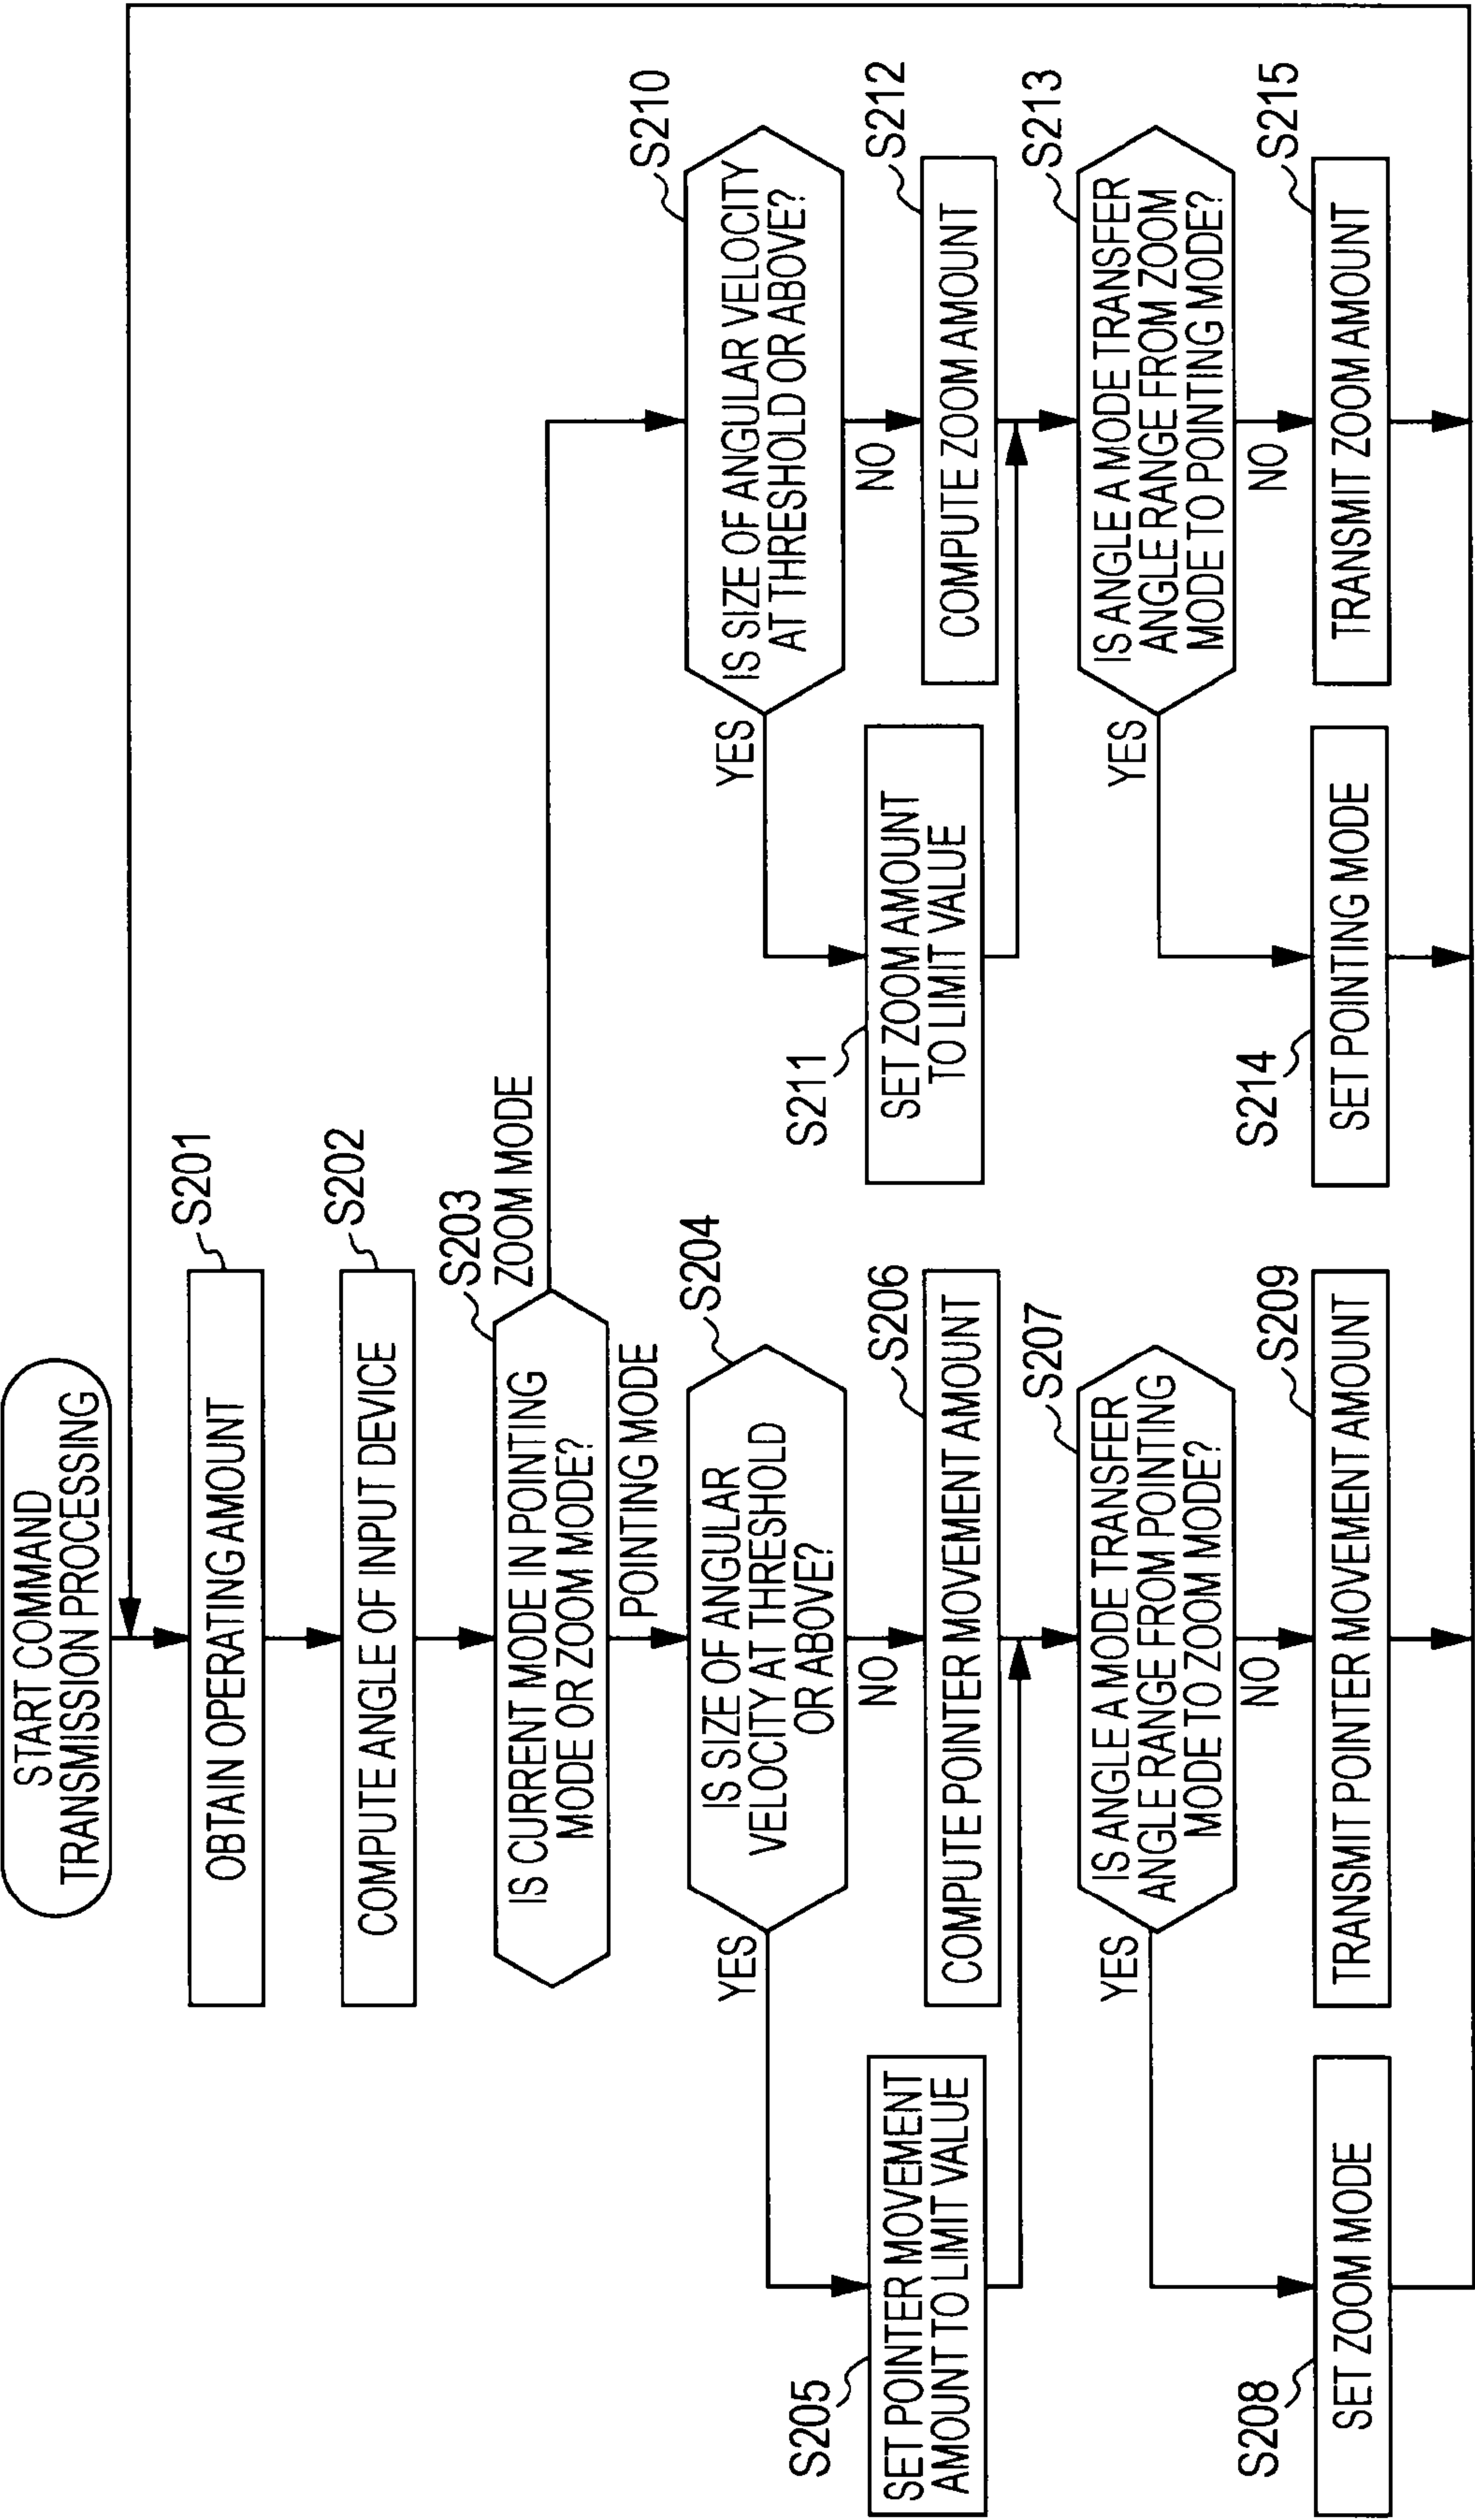 START COMMAND
TRANSMISSION PROCESSING
S201
OBTAIN OPERATING AMOUNT
S202
COMPUTE ANGLE OF INPUT DEVICE
S203
IS CURRENT MODE IN POINTING
MODE OR ZOOM MODE?
ZOOM MODE
POINTING MODE
S204
IS SIZE OF ANGULAR
VELOCITY AT THRESHOLD
OR ABOVE?
YES
NO
S205
SET POINTER MOVEMENT
AMOUNT TO LIMIT VALUE
S206
COMPUTE POINTER MOVEMENT AMOUNT
S207
IS ANGLE A MODE TRANSFER
ANGLE RANGE FROM POINTING
MODE TO ZOOM MODE?
YES
NO
S208
SET ZOOM MODE
S209
TRANSMIT POINTER MOVEMENT AMOUNT
S210
IS SIZE OF ANGULAR VELOCITY
AT THRESHOLD OR ABOVE?
YES
NO
S211
SET ZOOM AMOUNT
TO LIMIT VALUE
S212
COMPUTE ZOOM AMOUNT
S213
IS ANGLE A MODE TRANSFER
ANGLE RANGE FROM ZOOM
MODE TO POINTING MODE?
YES
NO
S214
SET POINTING MODE
S215
TRANSMIT ZOOM AMOUNT